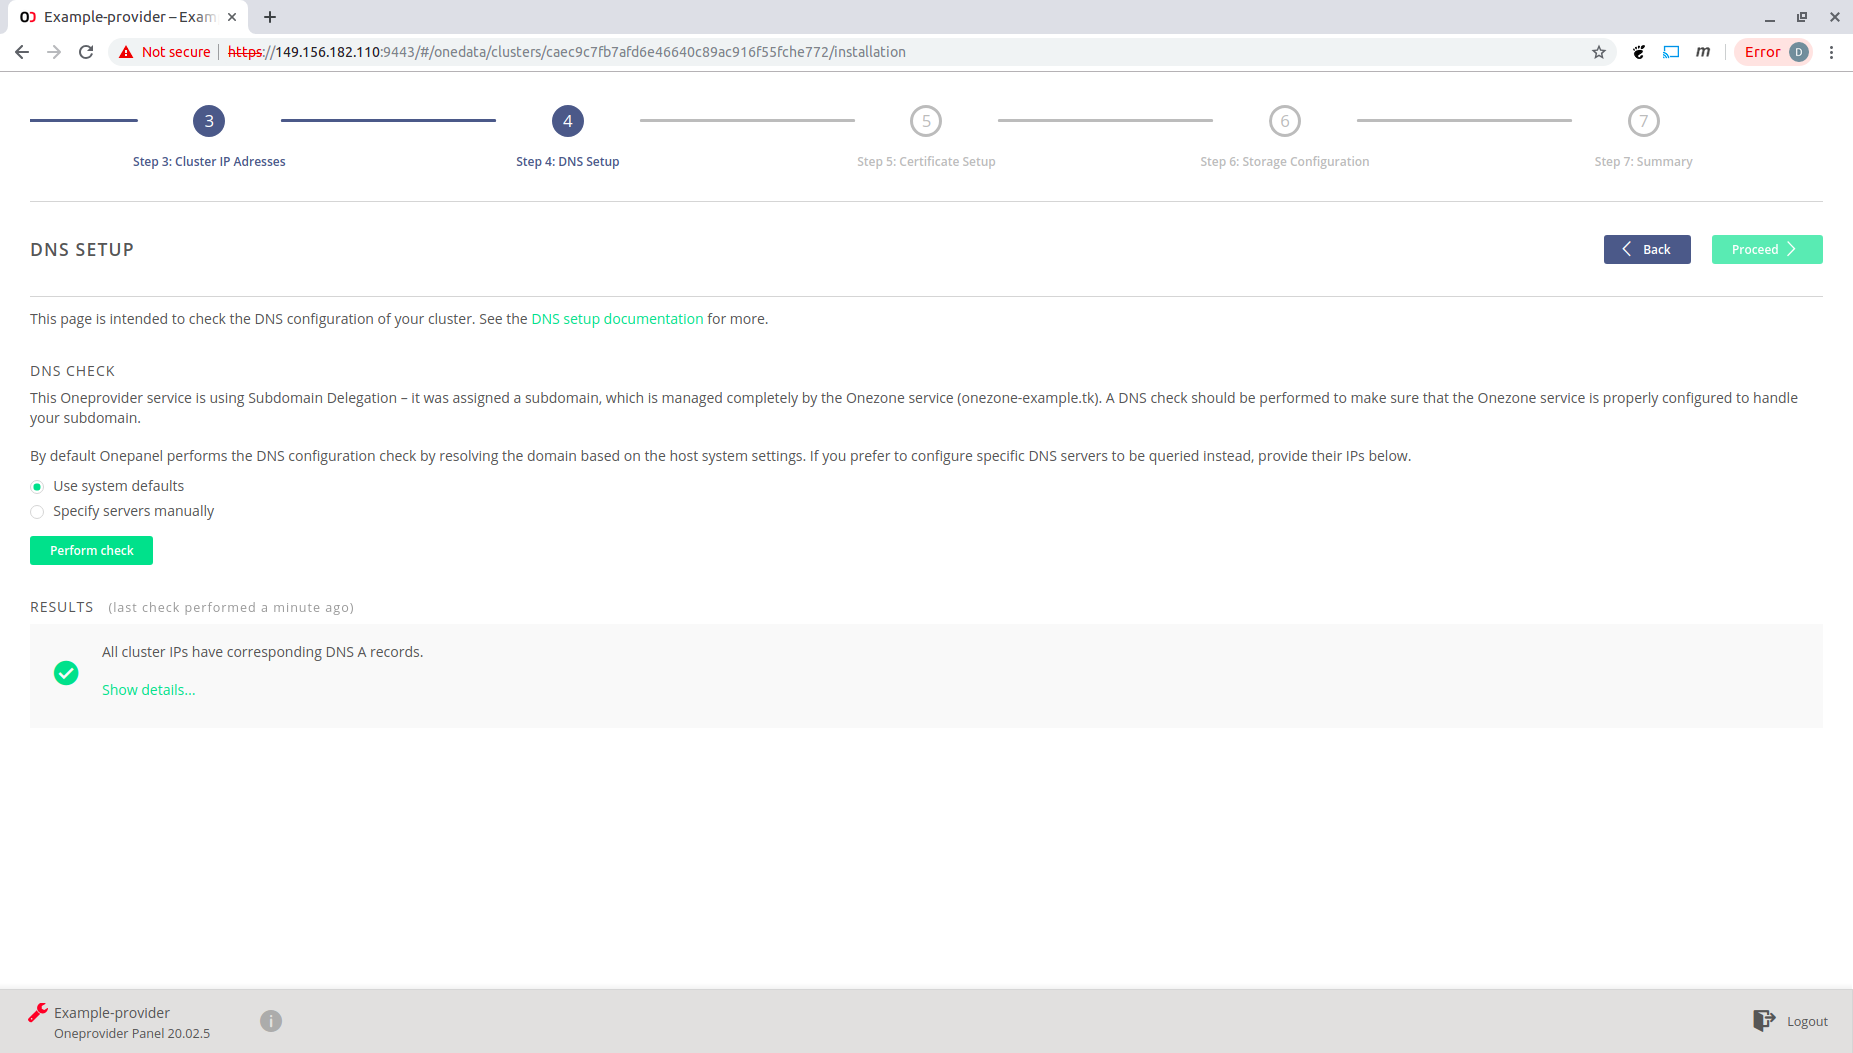 Example-provider – Exam
Not secure
https://149.156.182.110:9443/#/onedata/clusters/caec9c7fb7afd6e46640c89ac916f55fche772/installation
m
Error
D
3
4
5
6
7
Step 3: Cluster IP Adresses
Step 4: DNS Setup
Step 5: Certificate Setup
Step 6: Storage Configuration
Step 7: Summary
DNS SETUP
Back
Proceed
This page is intended to check the DNS configuration of your cluster. See the DNS setup documentation for more.
DNS CHECK
This Oneprovider service is using Subdomain Delegation – it was assigned a subdomain, which is managed completely by the Onezone service (onezone-example.tk). A DNS check should be performed to make sure that the Onezone service is properly configured to handle
your subdomain.
By default Onepanel performs the DNS configuration check by resolving the domain based on the host system settings. If you prefer to configure specific DNS servers to be queried instead, provide their IPs below.
Use system defaults
Specify servers manually
Perform check
RESULTS (last check performed a minute ago)
All cluster IPs have corresponding DNS A records.
Show details...
Example-provider
Oneprovider Panel 20.02.5
i
Logout